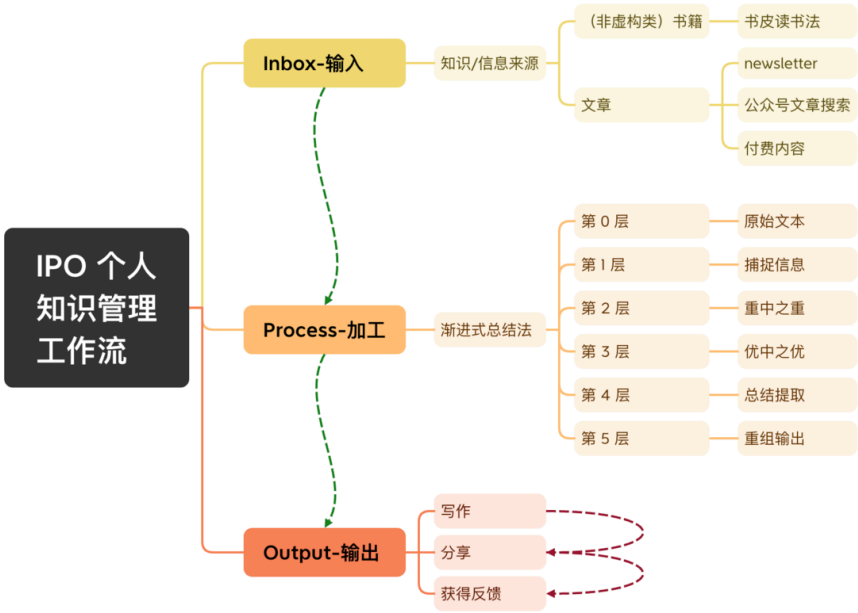 IPO 个人
知识管理
工作流
Inbox-输入
知识/信息来源
（非虚构类）书籍
书皮读书法
文章
newsletter
公众号文章搜索
付费内容
Process-加工
渐进式总结法
第 0 层
原始文本
第 1 层
捕捉信息
第 2 层
重中之重
第 3 层
优中之优
第 4 层
总结提取
第 5 层
重组输出
Output-输出
写作
分享
获得反馈